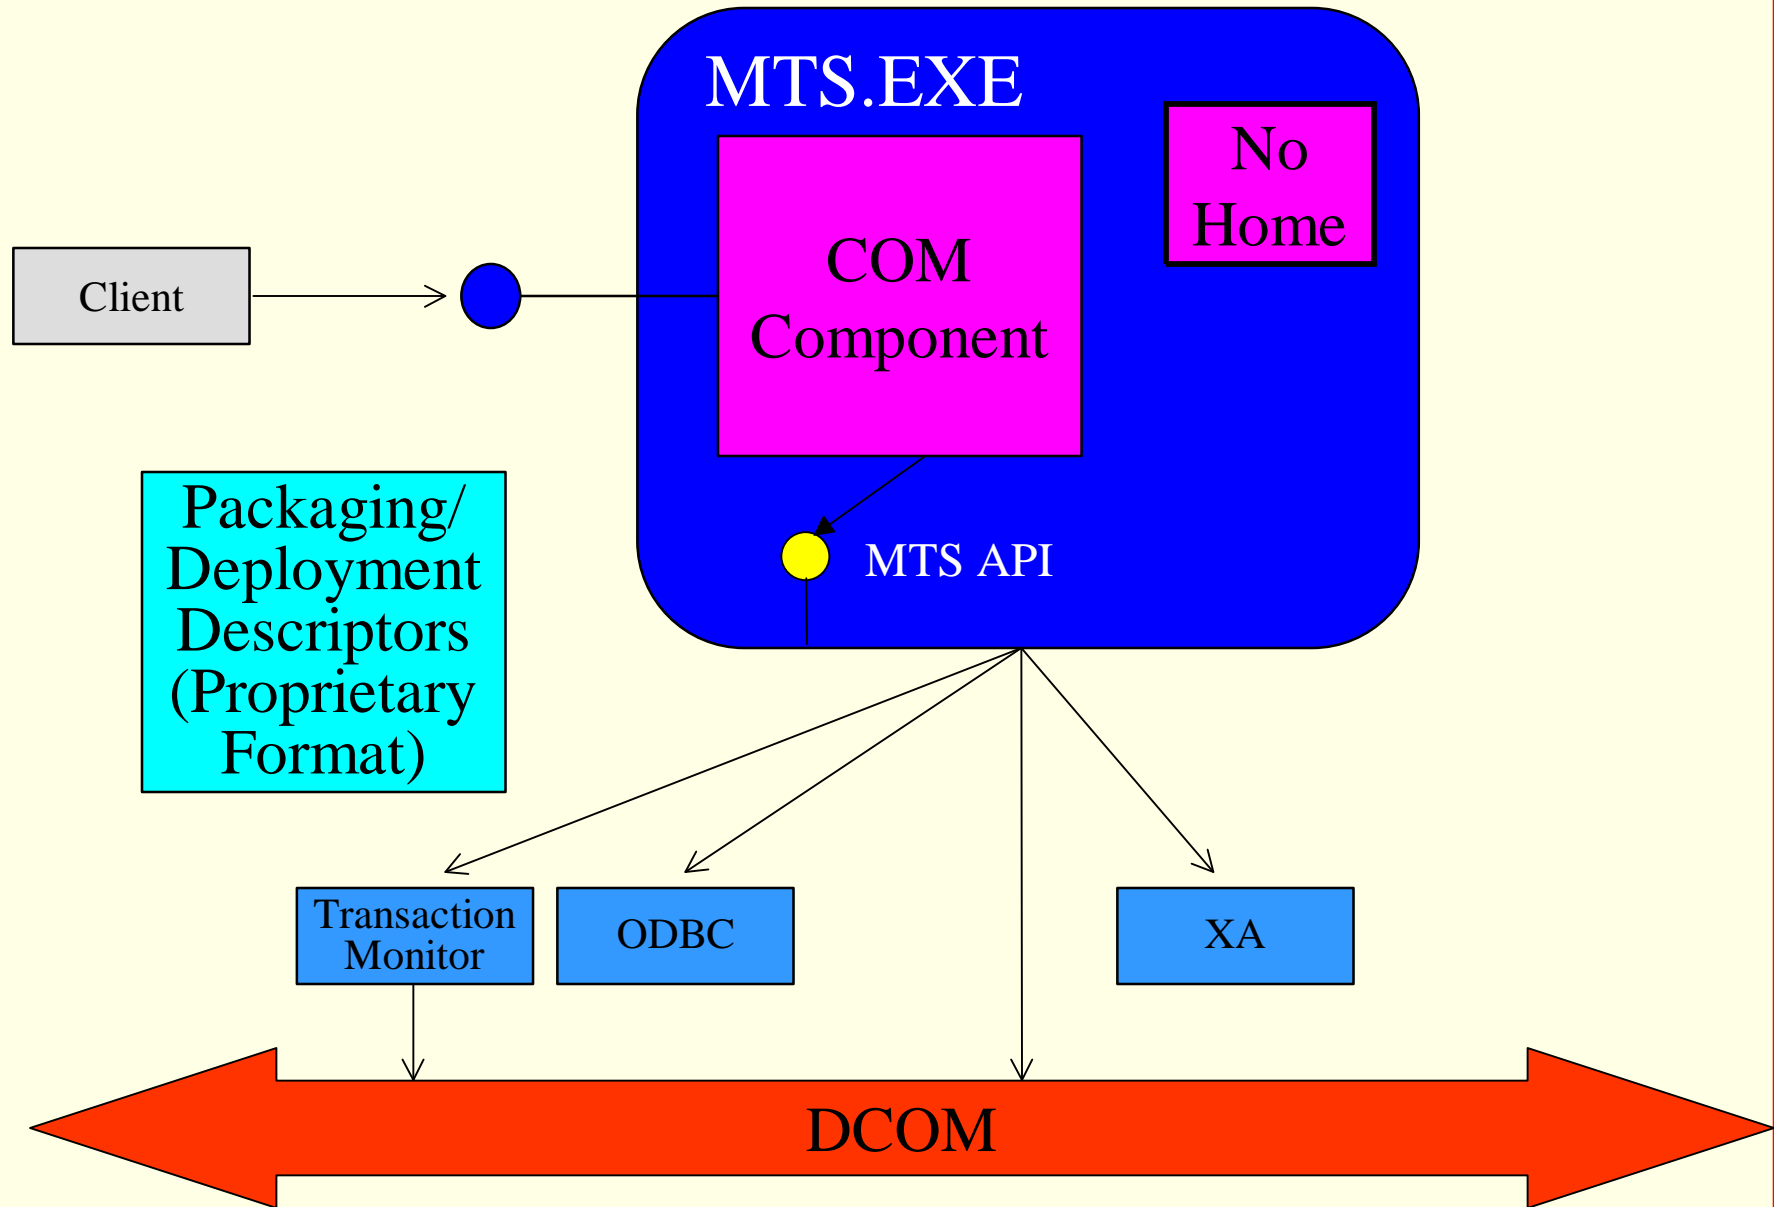 MTS.EXE
No
Home
COM
Component
Client
Packaging/
Deployment
Descriptors
(Proprietary
Format)
MTS API
Transaction
Monitor
ODBC
XA
DCOM